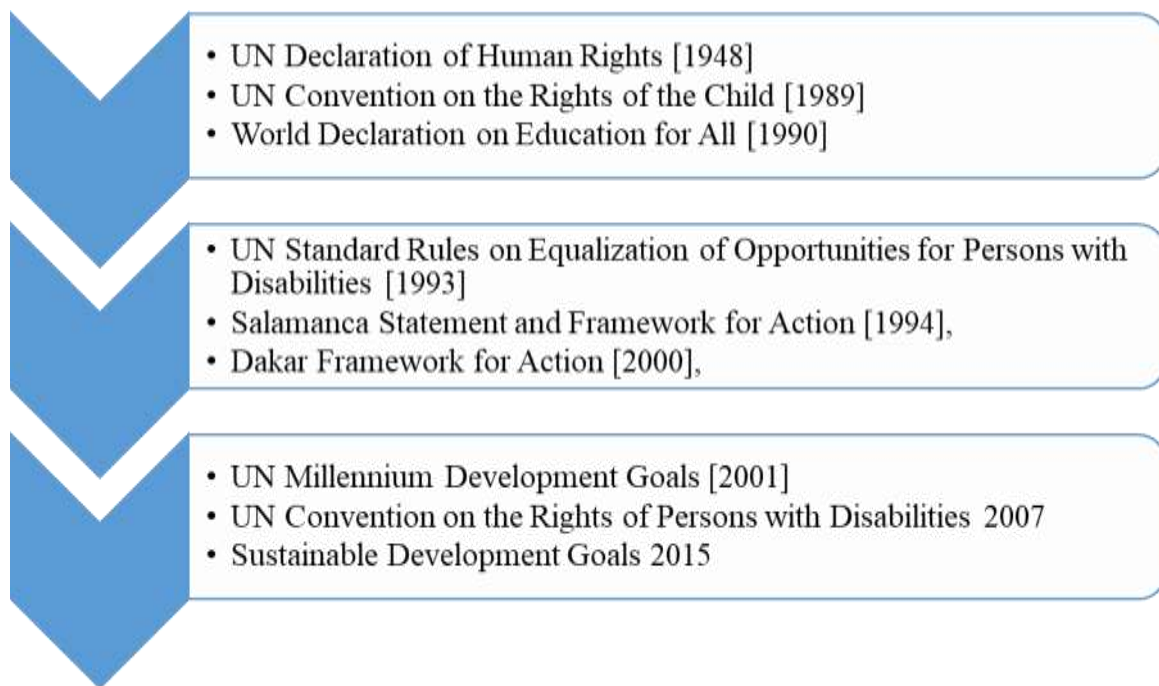 • UN Declaration of Human Rights [1948]
• UN Convention on the Rights of the Child [1989]
• World Declaration on Education for All [1990]
• UN Standard Rules on Equalization of Opportunities for Persons with
Disabilities [1993]
• Salamanca Statement and Framework for Action [1994],
• Dakar Framework for Action [2000],
• UN Millennium Development Goals [2001]
• UN Convention on the Rights of Persons with Disabilities 2007
• Sustainable Development Goals 2015